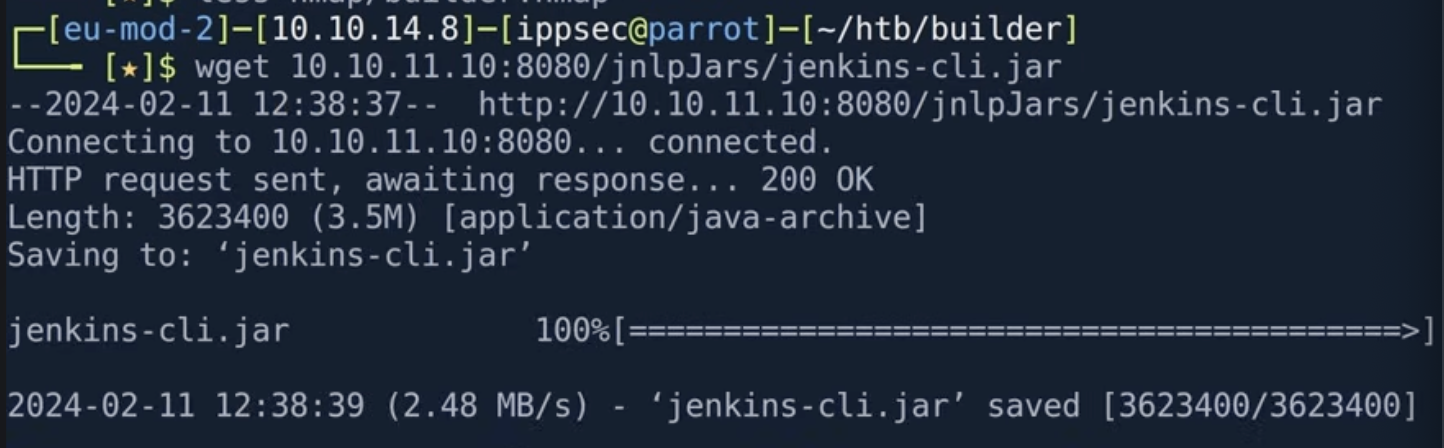 [★]$ less nmap/builder.nmap
┌─[eu-mod-2]─[10.10.14.8]─[ippsec@parrot]─[~/htb/builder]
└── [★]$ wget 10.10.11.10:8080/jnlpJars/jenkins-cli.jar
--2024-02-11 12:38:37--  http://10.10.11.10:8080/jnlpJars/jenkins-cli.jar
Connecting to 10.10.11.10:8080... connected.
HTTP request sent, awaiting response... 200 OK
Length: 3623400 (3.5M) [application/java-archive]
Saving to: ‘jenkins-cli.jar’
jenkins-cli.jar 100%[=========================================>]
2024-02-11 12:38:39 (2.48 MB/s) - ‘jenkins-cli.jar’ saved [3623400/3623400]